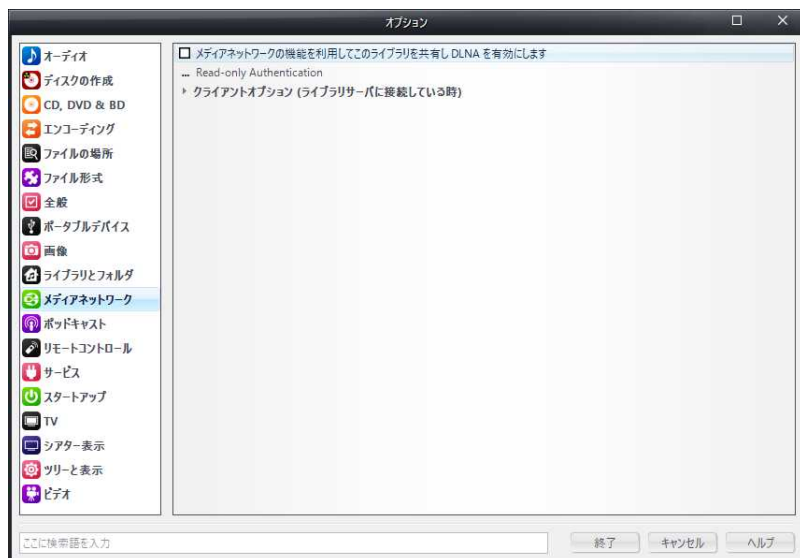 オプション
オーディオ
ディスクの作成
CD, DVD & BD
エンコーディング
ファイルの場所
ファイル形式
全般
ポータブルデバイス
画像
ライブラリとフォルダ
メディアネットワーク
ポッドキャスト
リモートコントロール
サービス
スタートアップ
TV
シアター表示
ツリーと表示
ビデオ
メディアネットワークの機能を利用してこのライブラリを共有し DLNA を有効にします
... Read-only Authentication
クライアントオプション (ライブラリサーバに接続している時)
ここに検索語を入力
終了
キャンセル
ヘルプ